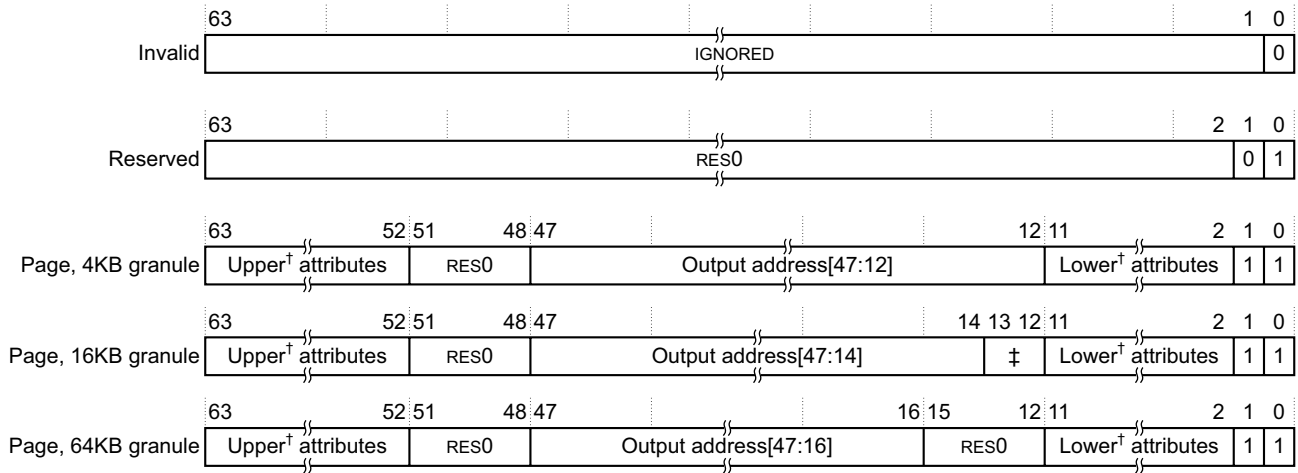 63 1 0
Invalid IGNORED 0
63 2 1 0
Reserved RES0 0 1
63 52 51 48 47 12 11 2 1 0
Page, 4KB granule Upper† attributes RES0 Output address[47:12] Lower† attributes 1 1
63 52 51 48 47 14 13 12 11 2 1 0
Page, 16KB granule Upper† attributes RES0 Output address[47:14] ‡ Lower† attributes 1 1
63 52 51 48 47 16 15 12 11 2 1 0
Page, 64KB granule Upper† attributes RES0 Output address[47:16] RES0 Lower† attributes 1 1